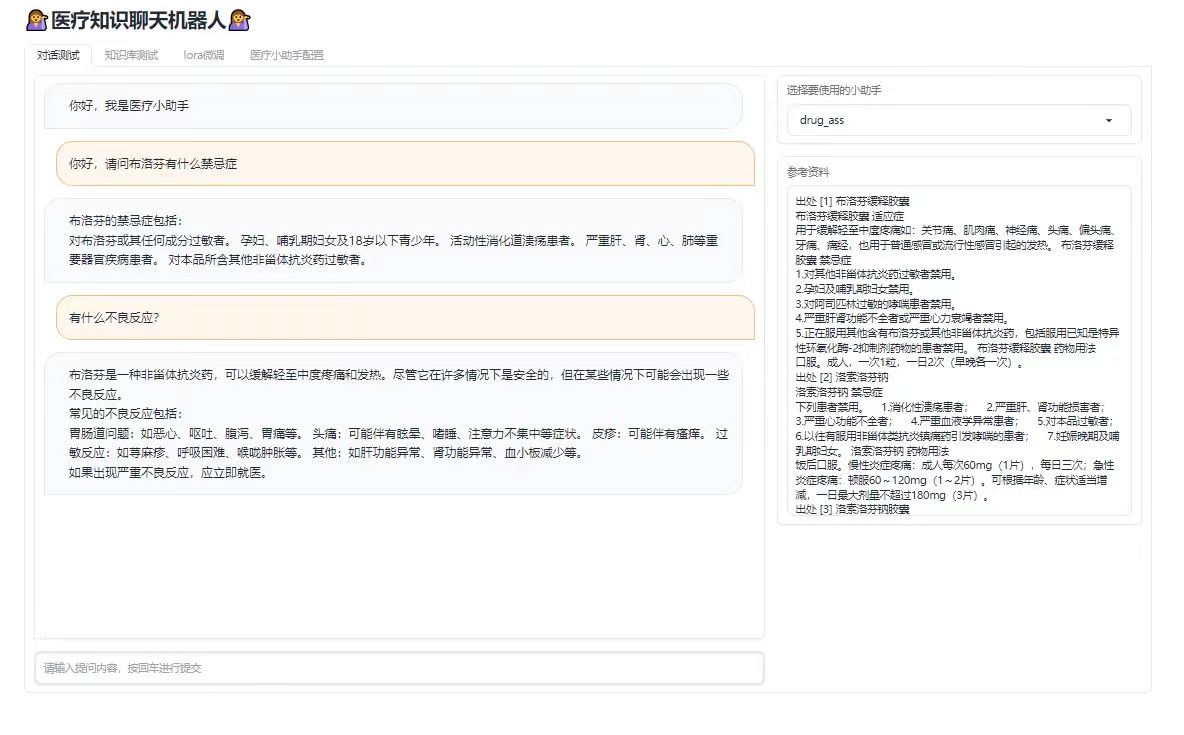 医疗知识聊天机器人
对话测试 知识库测试 lora微调 医疗小助手配置
你好，我是医疗小助手
你好，请问布洛芬有什么禁忌症
布洛芬的禁忌症包括：
对布洛芬或其任何成分过敏者。 孕妇、哺乳期妇女及18岁以下青少年。 活动性消化道溃疡患者。 严重肝、肾、心、肺等重
要器官疾病患者。 对本品所含其他非甾体抗炎药过敏者。
有什么不良反应？
布洛芬是一种非甾体抗炎药，可以缓解轻至中度疼痛和发热。尽管它在许多情况下是安全的，但在某些情况下可能会出现一些
不良反应。
常见的不良反应包括：
胃肠道问题：如恶心、呕吐、腹泻、胃痛等。 头痛：可能伴有眩晕、嗜睡、注意力不集中等症状。 皮疹：可能伴有瘙痒。 过
敏反应：如荨麻疹、呼吸困难、喉咙肿胀等。 其他：如肝功能异常、肾功能异常、血小板减少等。
如果出现严重不良反应，应立即就医。
请输入提问内容，按回车进行提交
选择要使用的小助手
drug_ass
参考资料
出处 [1] 布洛芬缓释胶囊
布洛芬缓释胶囊 适应症
用于缓解轻至中度疼痛如：关节痛、肌肉痛、神经痛、头痛、偏头痛、
牙痛、痛经，也用于普通感冒或流行性感冒引起的发热。 布洛芬缓释
胶囊 禁忌症
1.对其他非甾体抗炎药过敏者禁用。
2.孕妇及哺乳期妇女禁用。
3.对阿司匹林过敏的哮喘患者禁用。
4.严重肝肾功能不全者或严重心力衰竭者禁用。
5.正在服用其他含有布洛芬或其他非甾体抗炎药，包括服用已知是特异
性环氧化酶-2抑制剂药物的患者禁用。 布洛芬缓释胶囊 药物用法
口服。成人，一次1粒，一日2次（早晚各一次）。
出处 [2] 洛索洛芬钠
洛索洛芬钠 禁忌症
下列患者禁用。 1.消化性溃疡患者； 2.严重肝、肾功能损害者；
3.严重心功能不全者； 4.严重血液学异常患者； 5.对本品过敏者；
6.以往有服用非甾体类抗炎镇痛药引发哮喘的患者； 7.妊娠晚期及哺
乳期妇女。 洛索洛芬钠 药物用法
饭后口服。慢性炎症疼痛：成人每次60mg（1片），每日三次；急性
炎症疼痛：顿服60～120mg（1～2片）。可根据年龄、症状适当增
减，一日最大剂量不超过180mg（3片）。
出处 [3] 洛索洛芬钠胶囊